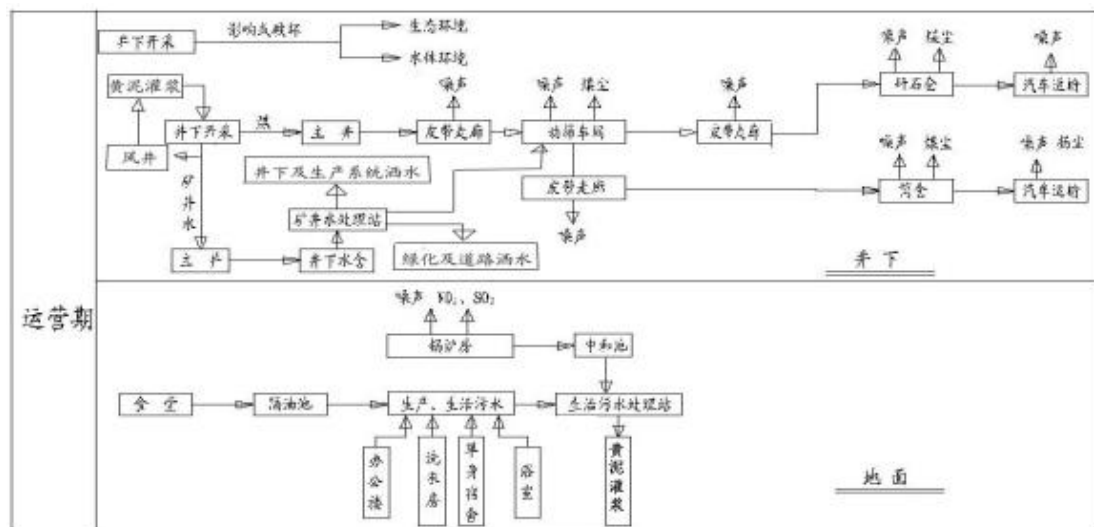 井下开采
影响或破坏
生态环境
水体环境
黄泥灌浆
井下开采
煤
主井
噪声
皮带走廊
噪声 煤尘
动筛车间
噪声
皮带走廊
噪声 煤尘
矸石仓
噪声
汽车运输
风井
矿井水
井下及生产系统洒水
矿井水处理站
皮带走廊
噪声
噪声 煤尘
筒仓
噪声 扬尘
汽车运输
主井
井下水仓
绿化及道路洒水
井下
运营期
噪声 NO₂、SO₂
锅炉房
中和池
食堂
隔油池
生产、生活污水
生活污水处理站
办公楼
洗衣房
单身宿舍
浴室
黄泥灌浆
地面